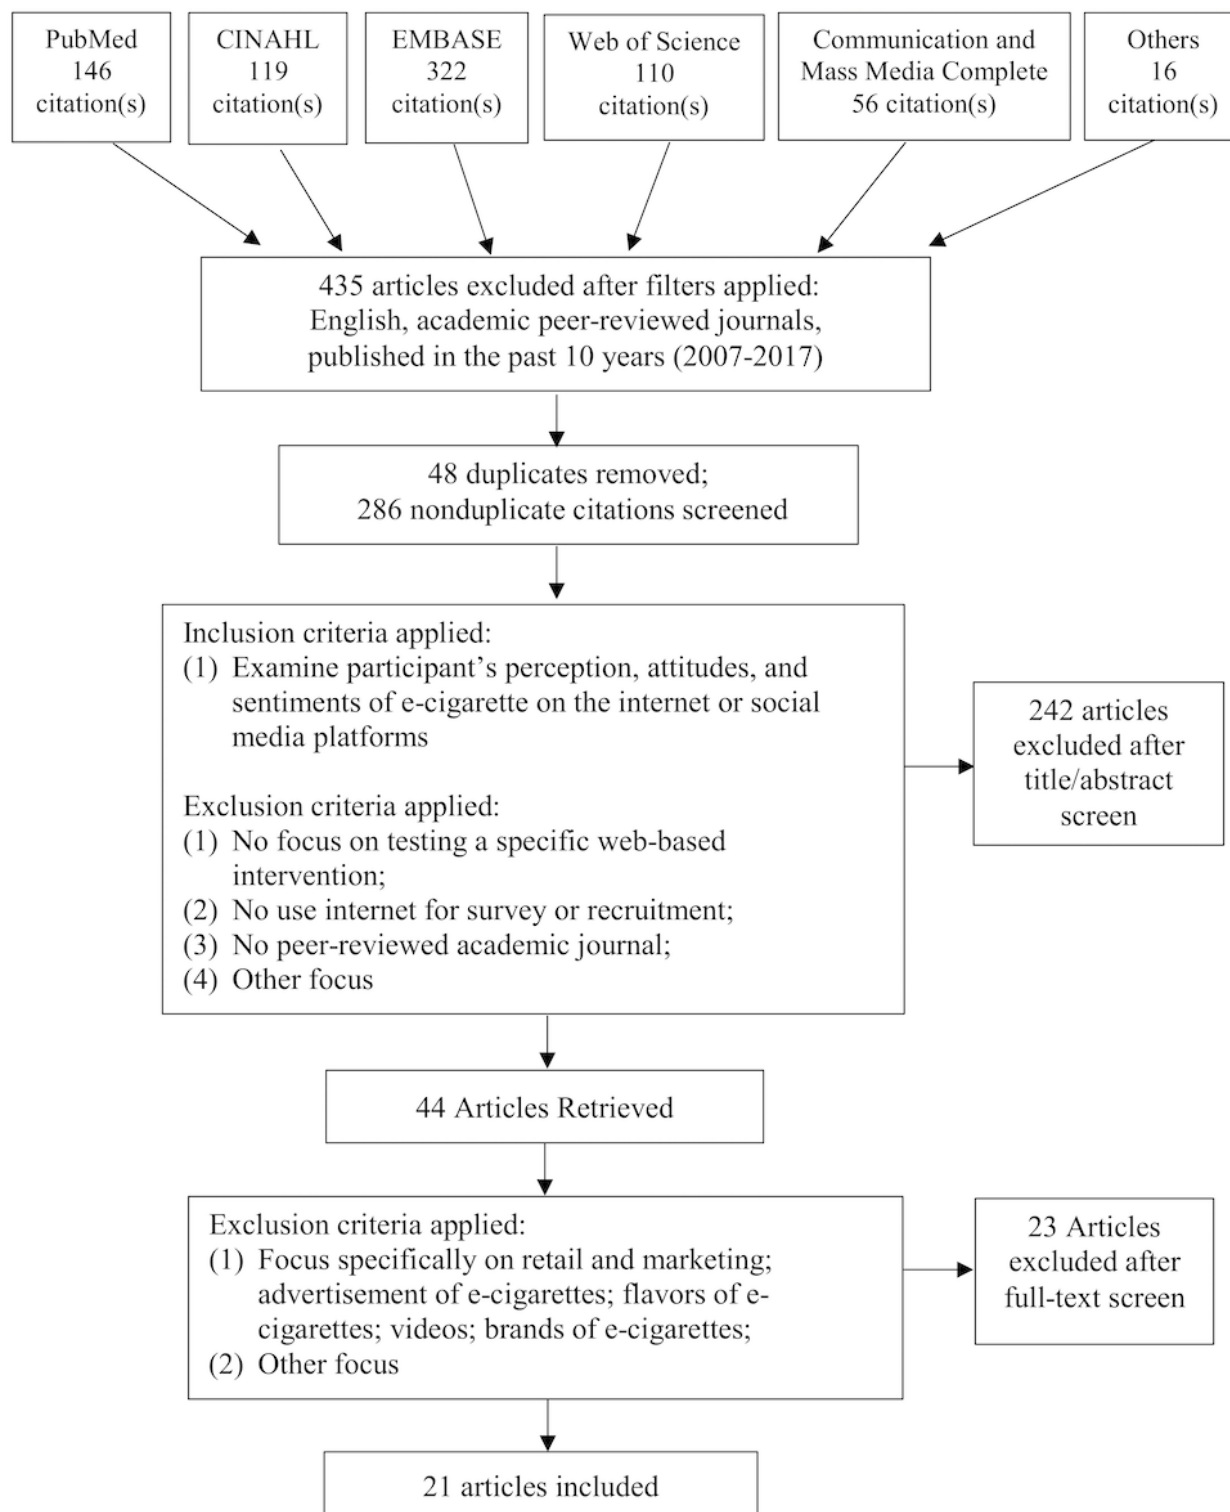 PubMed
146
citation(s)
CINAHL
119
citation(s)
EMBASE
322
citation(s)
Web of Science
110
citation(s)
Communication and
Mass Media Complete
56 citation(s)
Others
16
citation(s)
435 articles excluded after filters applied:
English, academic peer-reviewed journals,
published in the past 10 years (2007-2017)
48 duplicates removed;
286 nonduplicate citations screened
Inclusion criteria applied:
(1) Examine participant’s perception, attitudes, and
sentiments of e-cigarette on the internet or social
media platforms
Exclusion criteria applied:
(1) No focus on testing a specific web-based
intervention;
(2) No use internet for survey or recruitment;
(3) No peer-reviewed academic journal;
(4) Other focus
242 articles
excluded after
title/abstract
screen
44 Articles Retrieved
Exclusion criteria applied:
(1) Focus specifically on retail and marketing;
advertisement of e-cigarettes; flavors of e-
cigarettes; videos; brands of e-cigarettes;
(2) Other focus
23 Articles
excluded after
full-text screen
21 articles included